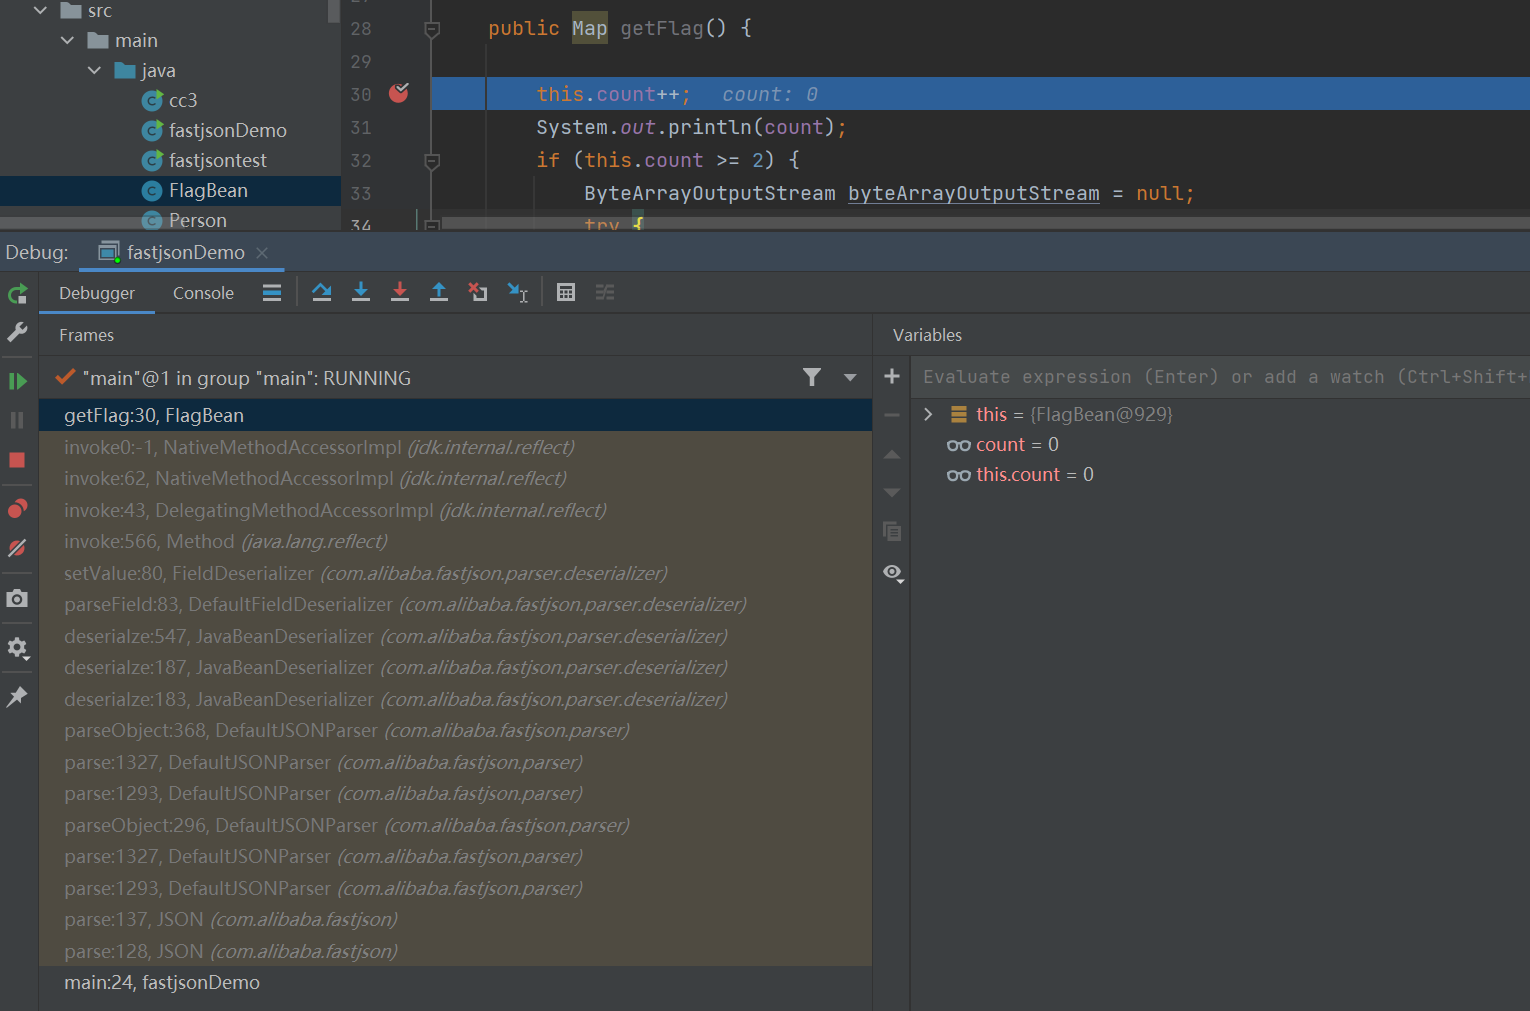 src
main
java
cc3
fastjsonDemo
fastjsontest
FlagBean
Person
28 public Map getFlag() {
29
30 this.count++; count: 0
31 System.out.println(count);
32 if (this.count >= 2) {
33 ByteArrayOutputStream byteArrayOutputStream = null;
34 try {
Debug: fastjsonDemo
Debugger Console
Frames
"main"@1 in group "main": RUNNING
getFlag:30, FlagBean
invoke0:-1, NativeMethodAccessorImpl (jdk.internal.reflect)
invoke:62, NativeMethodAccessorImpl (jdk.internal.reflect)
invoke:43, DelegatingMethodAccessorImpl (jdk.internal.reflect)
invoke:566, Method (java.lang.reflect)
setValue:80, FieldDeserializer (com.alibaba.fastjson.parser.deserializer)
parseField:83, DefaultFieldDeserializer (com.alibaba.fastjson.parser.deserializer)
deserialze:547, JavaBeanDeserializer (com.alibaba.fastjson.parser.deserializer)
deserialze:187, JavaBeanDeserializer (com.alibaba.fastjson.parser.deserializer)
deserialze:183, JavaBeanDeserializer (com.alibaba.fastjson.parser.deserializer)
parseObject:368, DefaultJSONParser (com.alibaba.fastjson.parser)
parse:1327, DefaultJSONParser (com.alibaba.fastjson.parser)
parse:1293, DefaultJSONParser (com.alibaba.fastjson.parser)
parseObject:296, DefaultJSONParser (com.alibaba.fastjson.parser)
parse:1327, DefaultJSONParser (com.alibaba.fastjson.parser)
parse:1293, DefaultJSONParser (com.alibaba.fastjson.parser)
parse:137, JSON (com.alibaba.fastjson)
parse:128, JSON (com.alibaba.fastjson)
main:24, fastjsonDemo
Variables
Evaluate expression (Enter) or add a watch (Ctrl+Shift+
this = {FlagBean@929}
count = 0
this.count = 0